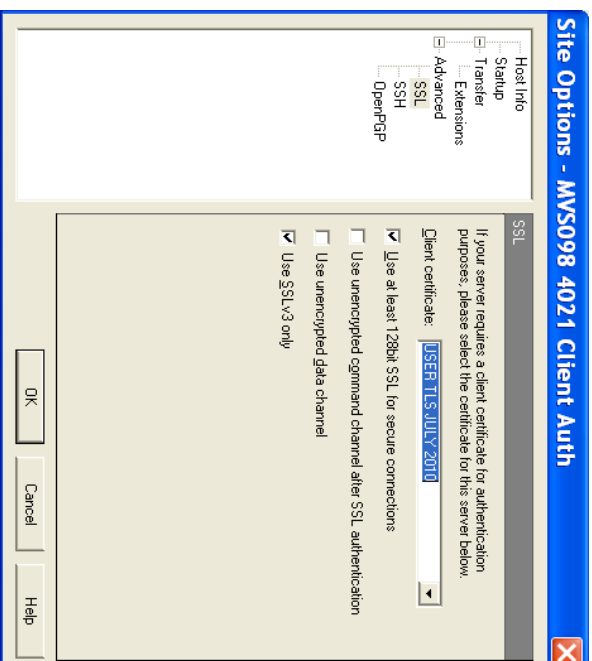 Site Options - MVS098 4021 Client Auth
Host Info
Startup
Transfer
Extensions
Advanced
SSL
SSH
OpenPGP
SSL
If your server requires a client certificate for authentication
purposes, please select the certificate for this server below.
Client certificate: USER TLS JULY 2010
Use at least 128bit SSL for secure connections
Use unencrypted command channel after SSL authentication
Use unencrypted data channel
Use SSLv3 only
OK Cancel Help